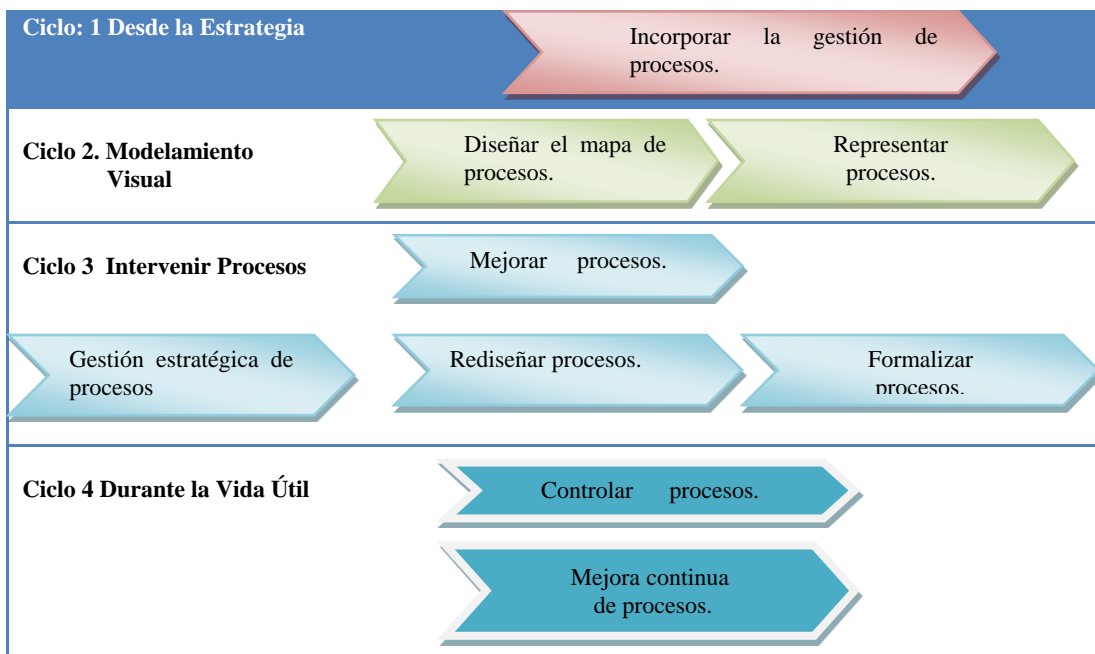 Ciclo: 1 Desde la Estrategia
Incorporar la gestión de
procesos.
Ciclo 2. Modelamiento
Visual
Diseñar el mapa de
procesos.
Representar
procesos.
Ciclo 3 Intervenir Procesos
Mejorar procesos.
Gestión estratégica de
procesos
Rediseñar procesos.
Formalizar
procesos.
Ciclo 4 Durante la Vida Útil
Controlar procesos.
Mejora continua
de procesos.